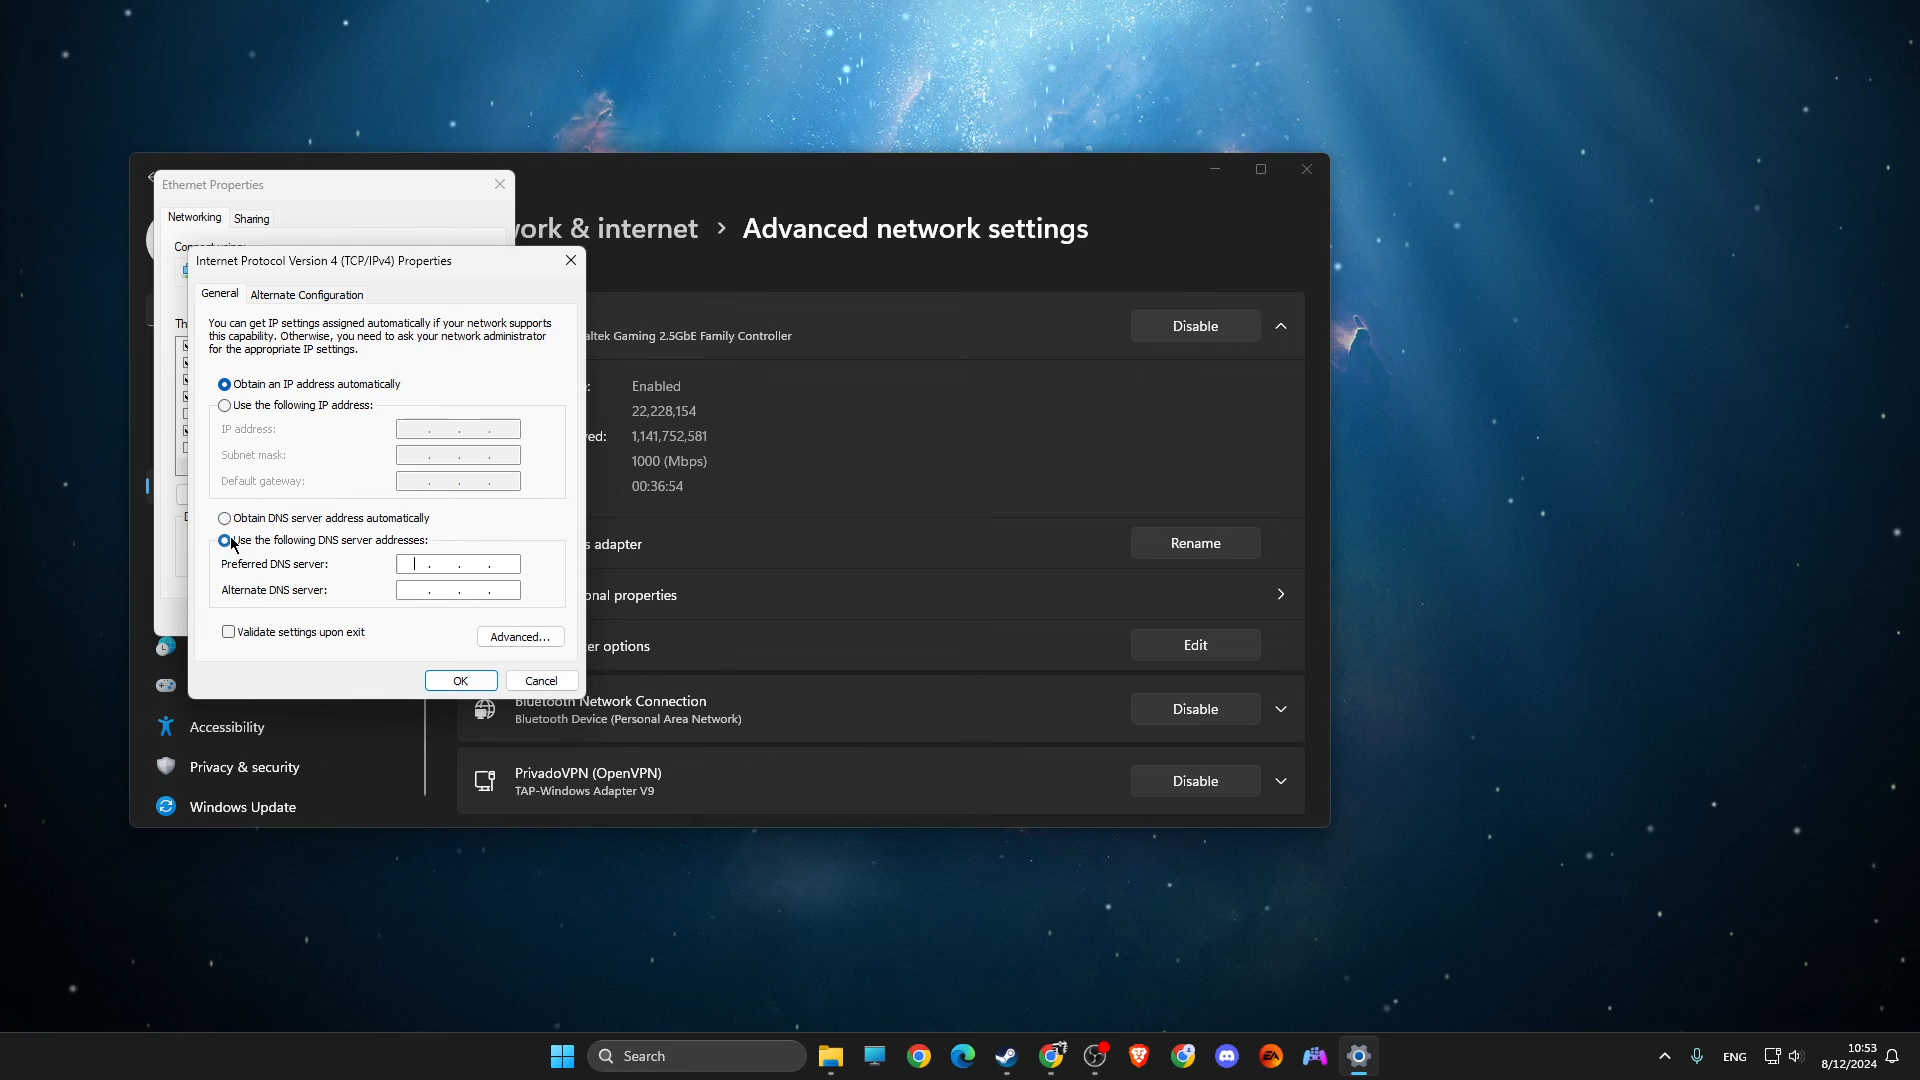 Ethernet Properties
Networking
Sharing
work & internet > Advanced network settings
Internet Protocol Version 4 (TCP/IPv4) Properties
General
Alternate Configuration
You can get IP settings assigned automatically if your network supports
this capability. Otherwise, you need to ask your network administrator
for the appropriate IP settings.
Obtain an IP address automatically
Use the following IP address:
IP address:
Subnet mask:
Default gateway:
Obtain DNS server address automatically
Use the following DNS server addresses:
Preferred DNS server:
Alternate DNS server:
Validate settings upon exit
Advanced...
OK
Cancel
Gaming 2.5GbE Family Controller
Disable
Enabled
22,228,154
1,141,752,581
1000 (Mbps)
00:36:54
adapter
Rename
properties
options
Edit
Bluetooth Network Connection
Bluetooth Device (Personal Area Network)
Disable
PrivadoVPN (OpenVPN)
TAP-Windows Adapter V9
Disable
Accessibility
Privacy & security
Windows Update
Search
ENG
10:53
8/12/2024